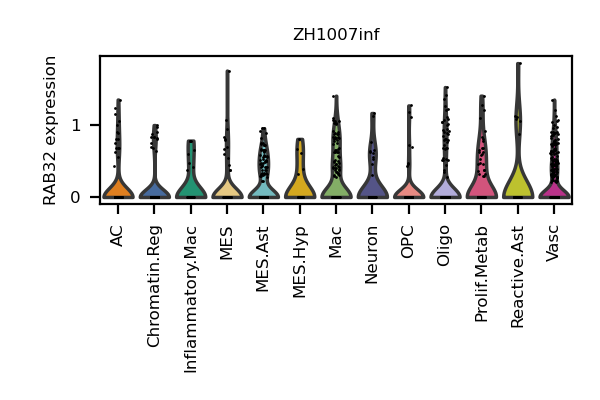 ZH1007inf
RAB32 expression
1
0
AC
Chromatin.Reg
Inflammatory.Mac
MES
MES.Ast
MES.Hyp
Mac
Neuron
OPC
Oligo
Prolif.Metab
Reactive.Ast
Vasc